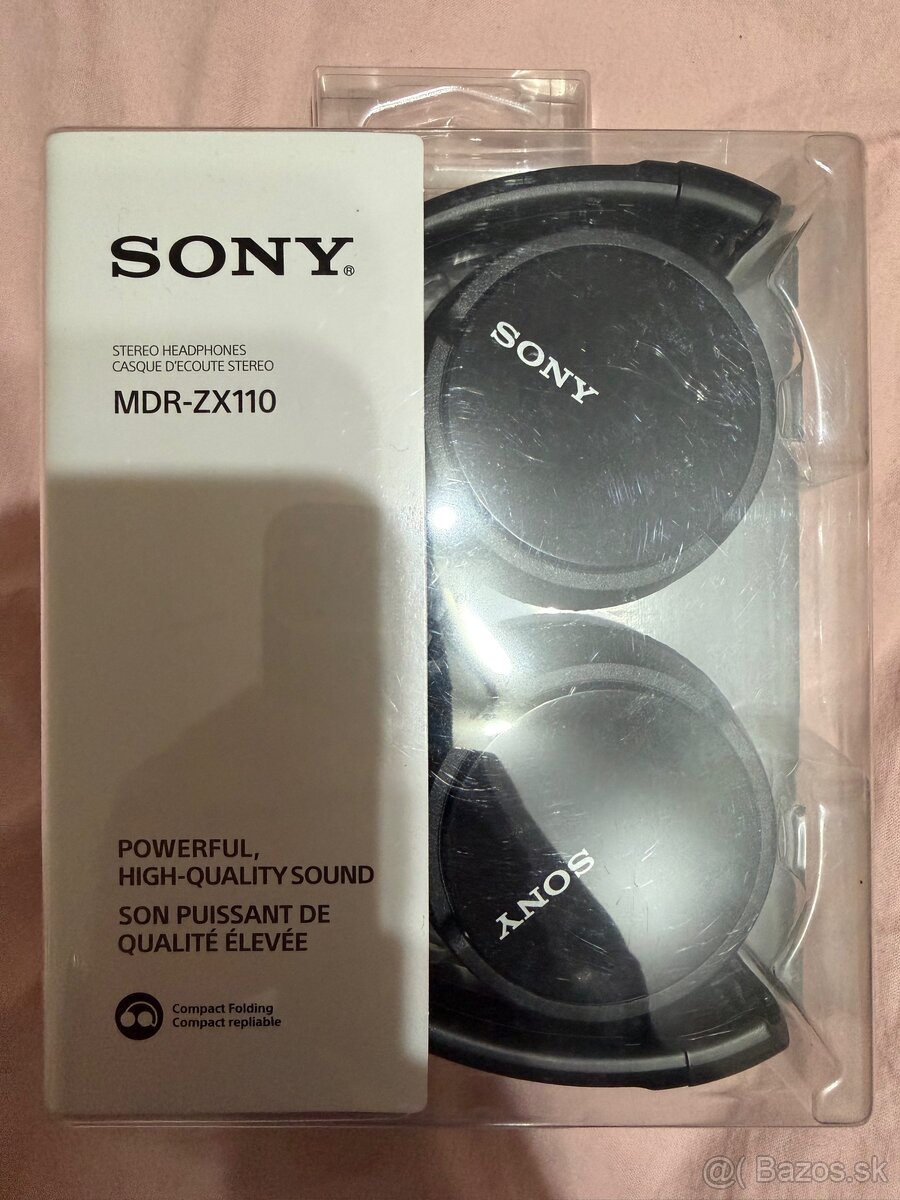 SONY®
STEREO HEADPHONES
CASQUE D'ECOUTE STEREO
MDR-ZX110
SONY
SONY
POWERFUL,
HIGH-QUALITY SOUND
SON PUISSANT DE
QUALITÉ ÉLEVÉE
Compact Folding
Compact repliable
@( Bazos.sk